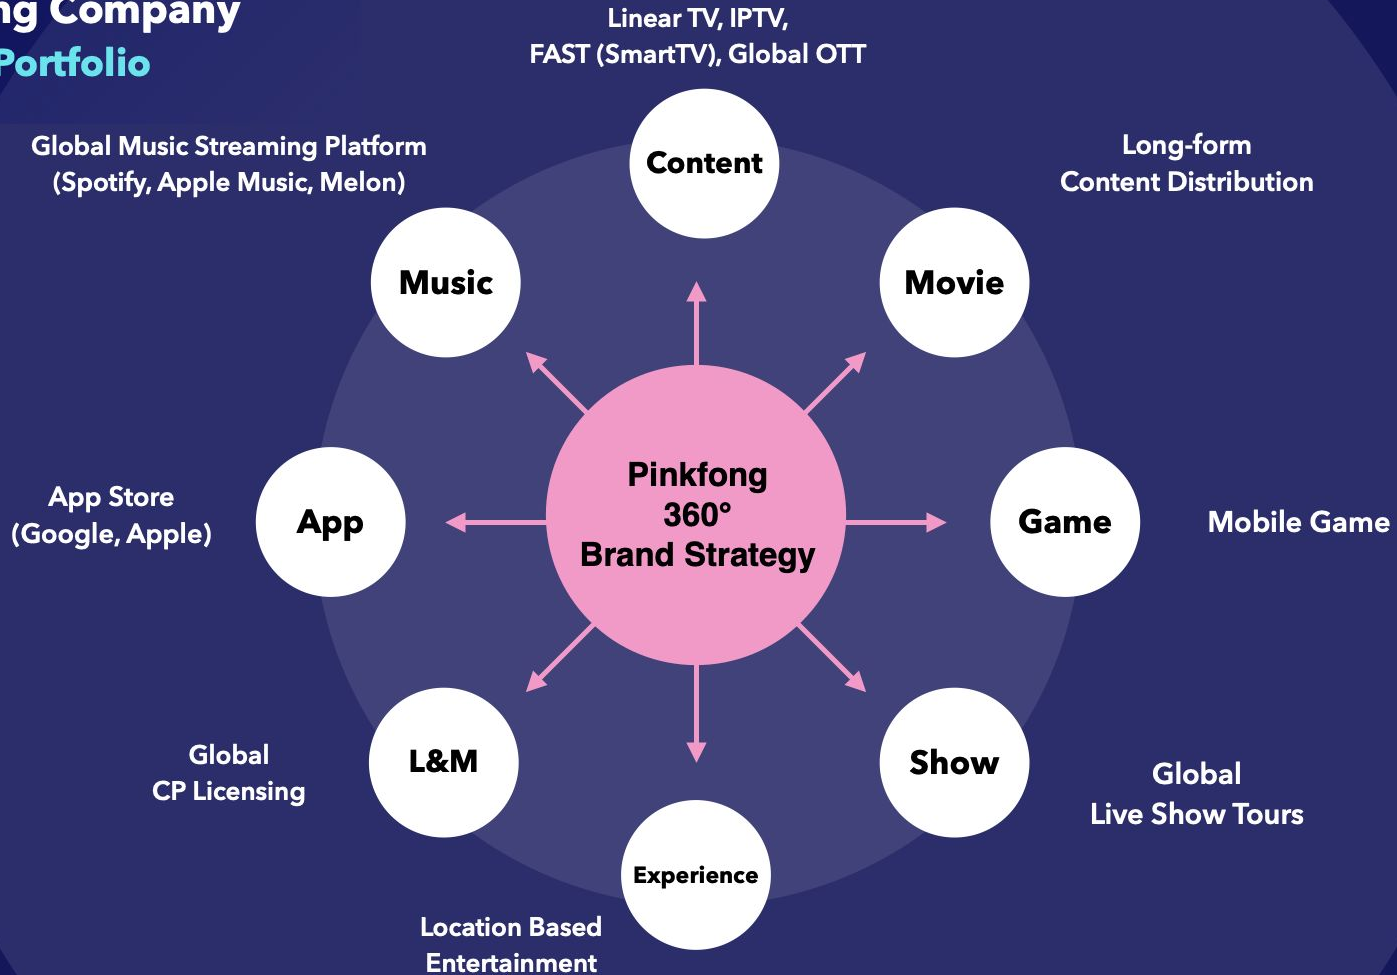 ng Company
Portfolio
Linear TV, IPTV,
FAST (SmartTV), Global OTT
Content
Global Music Streaming Platform
(Spotify, Apple Music, Melon)
Music
Long-form
Content Distribution
Movie
App Store
(Google, Apple)
App
Pinkfong
360°
Brand Strategy
Game
Mobile Game
Global
CP Licensing
L&M
Show
Global
Live Show Tours
Experience
Location Based
Entertainment